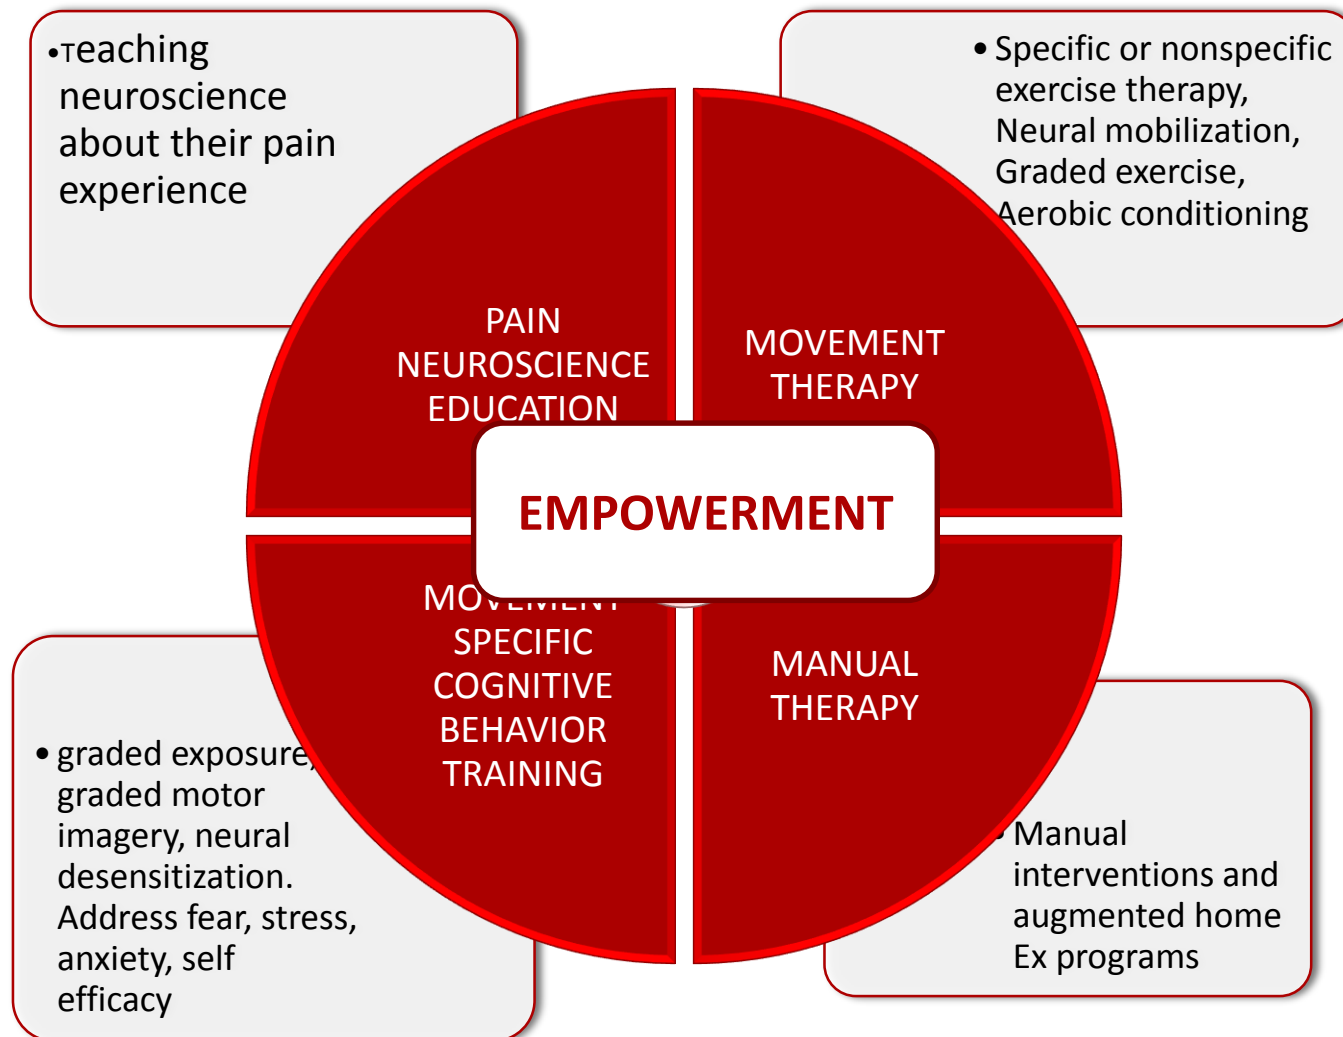 •Teaching
neuroscience
about their pain
experience
• Specific or nonspecific
exercise therapy,
Neural mobilization,
Graded exercise,
Aerobic conditioning
PAIN
NEUROSCIENCE
EDUCATION
MOVEMENT
THERAPY
EMPOWERMENT
MOVEMENT
SPECIFIC
COGNITIVE
BEHAVIOR
TRAINING
MANUAL
THERAPY
• graded exposure,
graded motor
imagery, neural
desensitization.
Address fear, stress,
anxiety, self
efficacy
• Manual
interventions and
augmented home
Ex programs